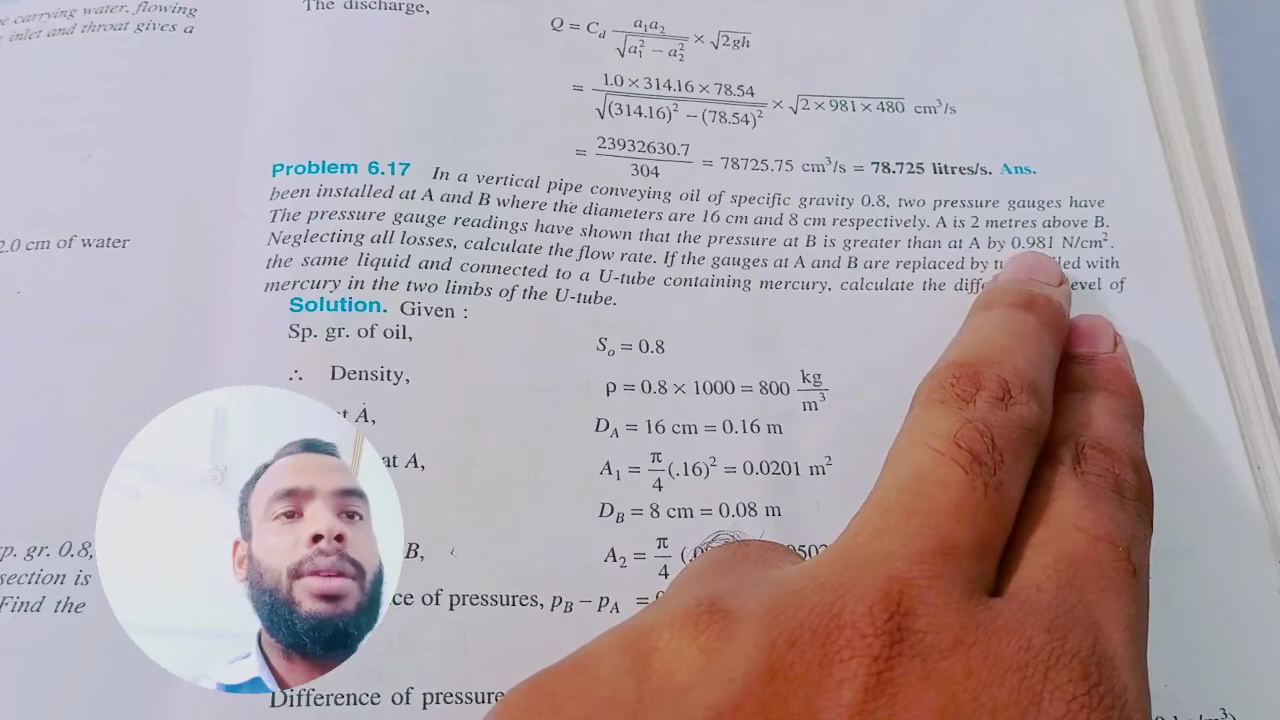 e carrying water, flowing
inlet and throat gives a
2.0 cm of water
p. gr. 0.8,
section is
Find the
The discharge,
Q = C_d a₁a₂ / √(a₁² − a₂²) × √(2gh)
= 1.0 × 314.16 × 78.54 / √((314.16)² − (78.54)²) × √(2 × 981 × 480) cm³/s
= 23932630.7 / 304 = 78725.75 cm³/s = 78.725 litres/s. Ans.
Problem 6.17 In a vertical pipe conveying oil of specific gravity 0.8, two pressure gauges have
been installed at A and B where the diameters are 16 cm and 8 cm respectively. A is 2 metres above B.
The pressure gauge readings have shown that the pressure at B is greater than at A by 0.981 N/cm².
Neglecting all losses, calculate the flow rate. If the gauges at A and B are replaced by
the same liquid and connected to a U-tube containing mercury, calculate the
mercury in the two limbs of the U-tube.
Solution. Given :
Sp. gr. of oil, S₀ = 0.8
∴ Density, ρ = 0.8 × 1000 = 800 kg/m³
A, D_A = 16 cm = 0.16 m
at A, A₁ = π/4 (.16)² = 0.0201 m²
D_B = 8 cm = 0.08 m
B, A₂ = π/4
of pressures, p_B − p_A =
Difference of pressure